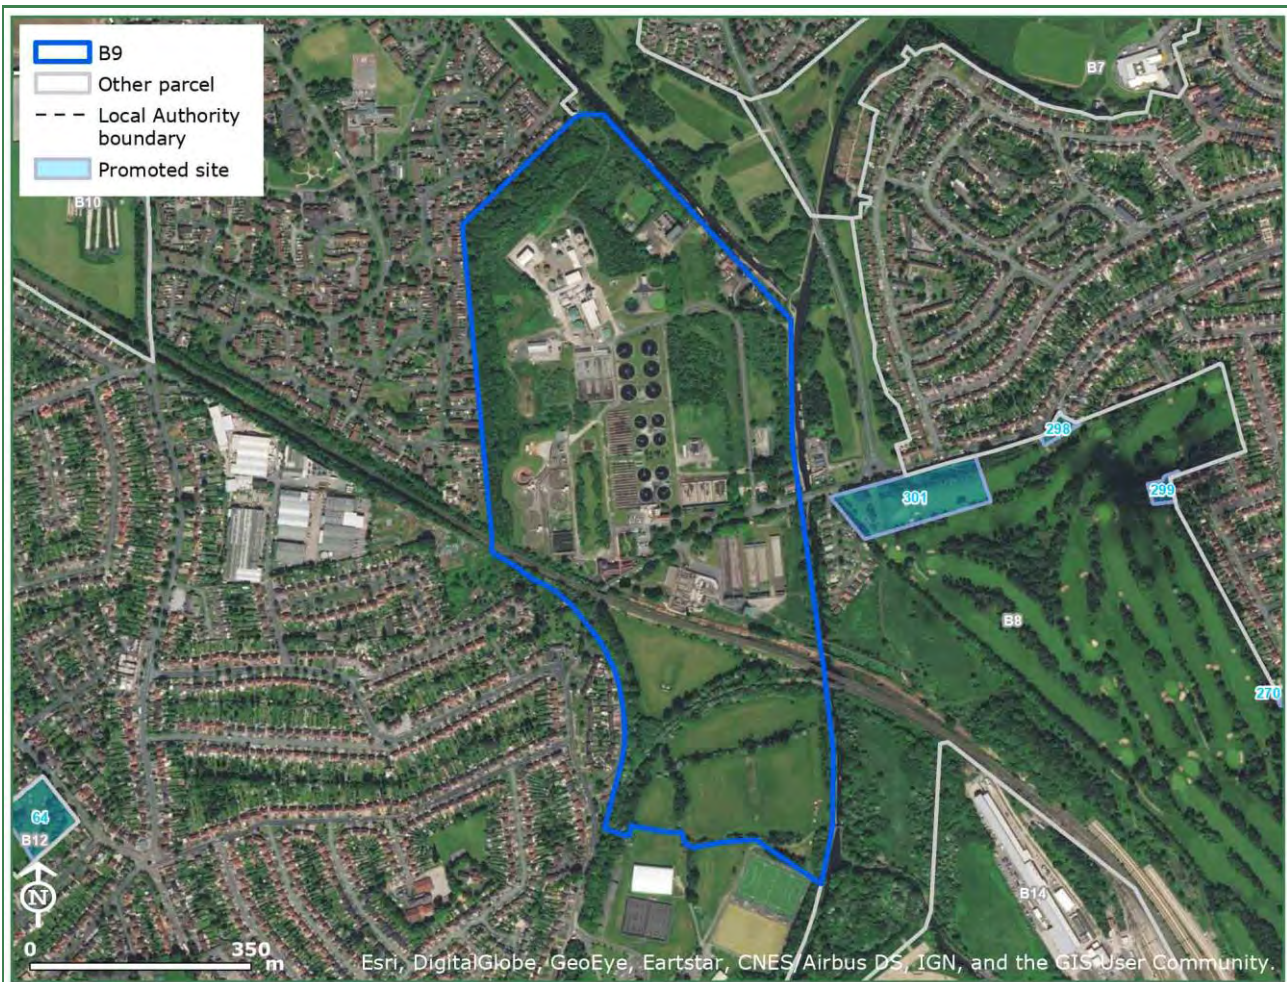 B9
Other parcel
Local Authority
boundary
Promoted site
B7
B10
298
299
301
B8
270
64
B12
B14
N
0 350
m
Esri, DigitalGlobe, GeoEye, Eartstar, CNES/Airbus DS, IGN, and the GIS User Community.